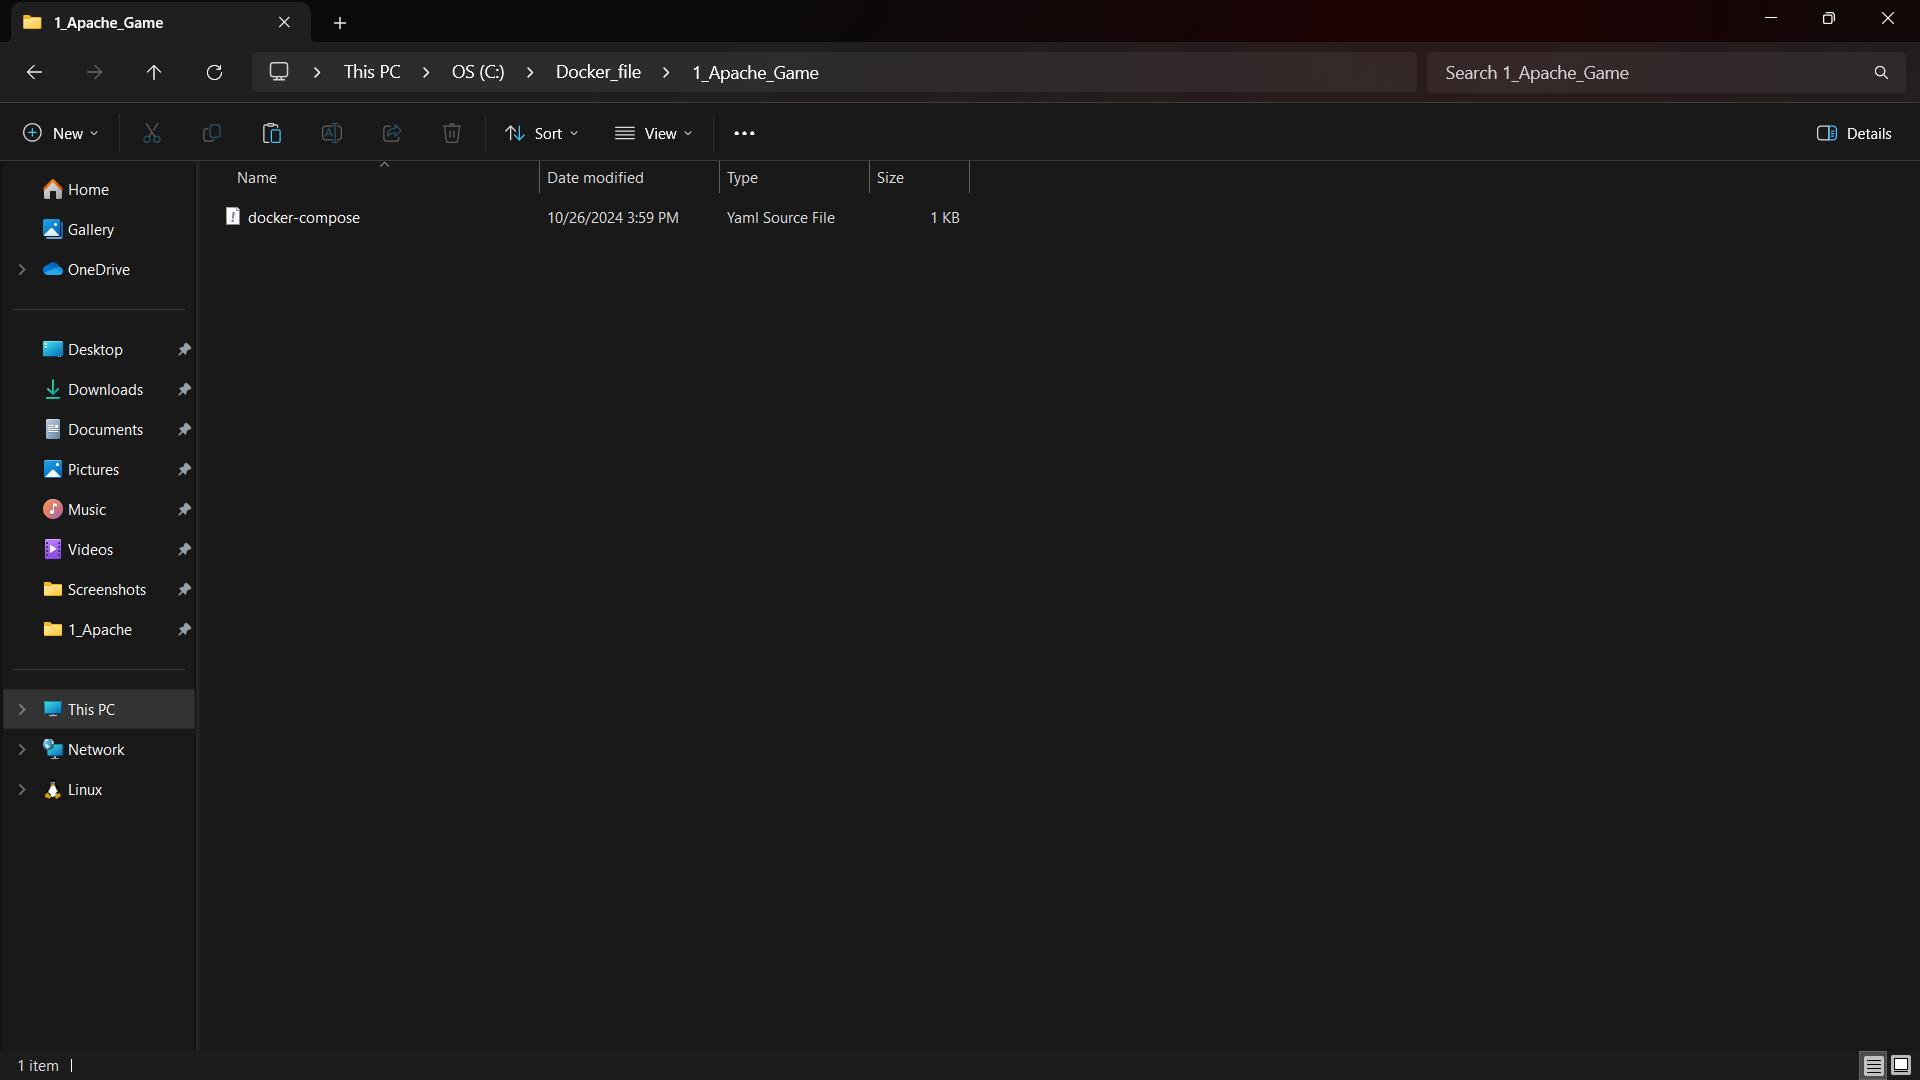 1_Apache_Game
This PC
OS (C:)
Docker_file
1_Apache_Game
Search 1_Apache_Game
New
Sort
View
Details
Name
Date modified
Type
Size
docker-compose
10/26/2024 3:59 PM
Yaml Source File
1 KB
Home
Gallery
OneDrive
Desktop
Downloads
Documents
Pictures
Music
Videos
Screenshots
1_Apache
This PC
Network
Linux
1 item